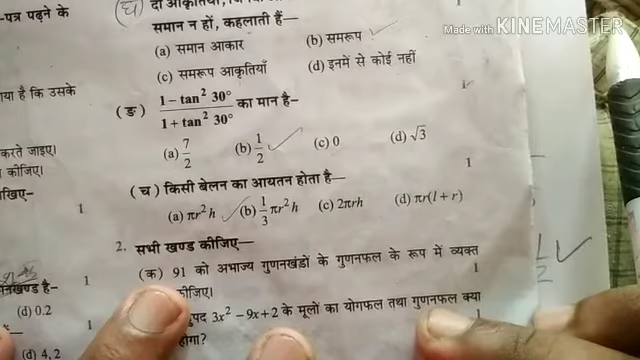 -पत्र पढ़ने के
Made with KINEMASTER
समान न हों, कहलाती हैं—
(a) समान आकार (b) समरूप
(c) समरूप आकृतियाँ (d) इनमें से कोई नहीं
गया है कि उसके
(ङ) (1 − tan² 30°)/(1 + tan² 30°) का मान है— 1
(a) 7/2 (b) 1/2 (c) 0 (d) √3
करते जाइए।
कीजिए।
(च) किसी बेलन का आयतन होता है— 1
(a) πr²h (b) 1/3 πr²h (c) 2πrh (d) πr(l + r)
1
2. सभी खण्ड कीजिए—
(क) 91 को अभाज्य गुणनखंडों के गुणनफल के रूप में व्यक्त
कीजिए। 1
1
(d) 0.2
3x² − 9x + 2 के मूलों का योगफल तथा गुणनफल क्या
होगा? 1
1
(d) 4, 2